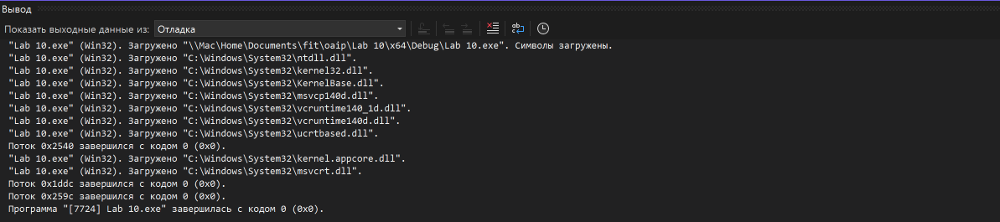 Вывод
Показать выходные данные из: Отладка
"Lab 10.exe" (Win32). Загружено "\\Mac\Home\Documents\fit\oaip\Lab 10\x64\Debug\Lab 10.exe". Символы загружены.
"Lab 10.exe" (Win32). Загружено "C:\Windows\System32\ntdll.dll".
"Lab 10.exe" (Win32). Загружено "C:\Windows\System32\kernel32.dll".
"Lab 10.exe" (Win32). Загружено "C:\Windows\System32\KernelBase.dll".
"Lab 10.exe" (Win32). Загружено "C:\Windows\System32\msvcp140d.dll".
"Lab 10.exe" (Win32). Загружено "C:\Windows\System32\vcruntime140_1d.dll".
"Lab 10.exe" (Win32). Загружено "C:\Windows\System32\vcruntime140d.dll".
"Lab 10.exe" (Win32). Загружено "C:\Windows\System32\ucrtbased.dll".
Поток 0x2540 завершился с кодом 0 (0x0).
"Lab 10.exe" (Win32). Загружено "C:\Windows\System32\kernel.appcore.dll".
"Lab 10.exe" (Win32). Загружено "C:\Windows\System32\msvcrt.dll".
Поток 0x1ddc завершился с кодом 0 (0x0).
Поток 0x259c завершился с кодом 0 (0x0).
Программа "[7724] Lab 10.exe" завершилась с кодом 0 (0x0).